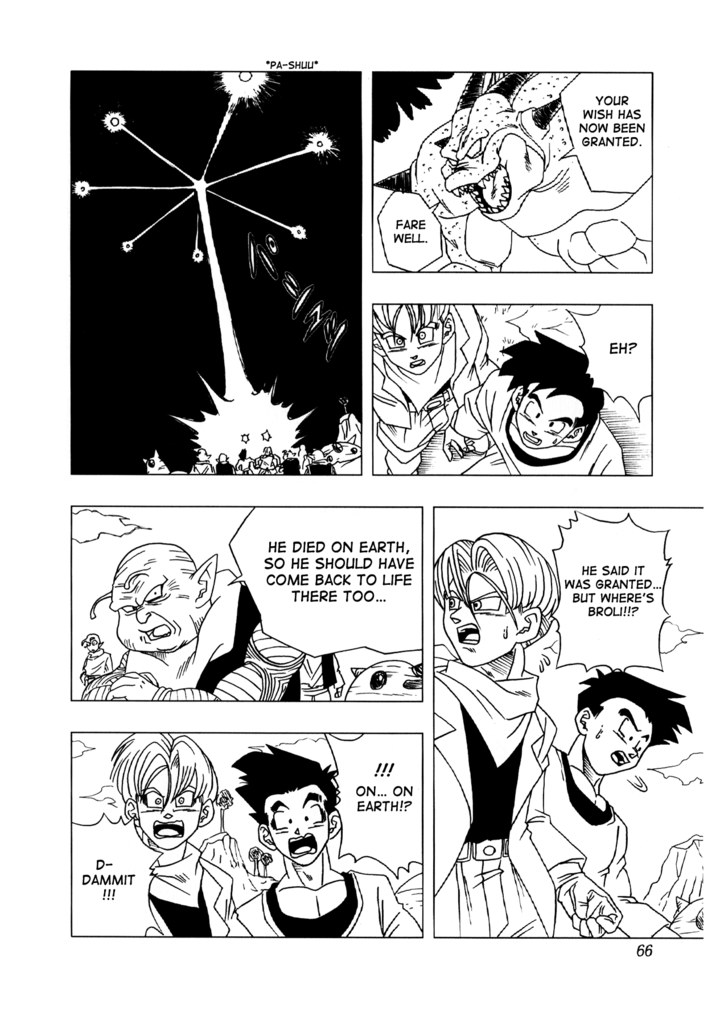 YOUR
WISH HAS
NOW BEEN
GRANTED.
FARE
WELL.
EH?
*PA-SHUU*
HE SAID IT
WAS GRANTED...
BUT WHERE'S
BROLI!!!?
HE DIED ON EARTH,
SO HE SHOULD HAVE
COME BACK TO LIFE
THERE TOO...
!!!
ON... ON
EARTH!?
D-
DAMMIT
!!!
66